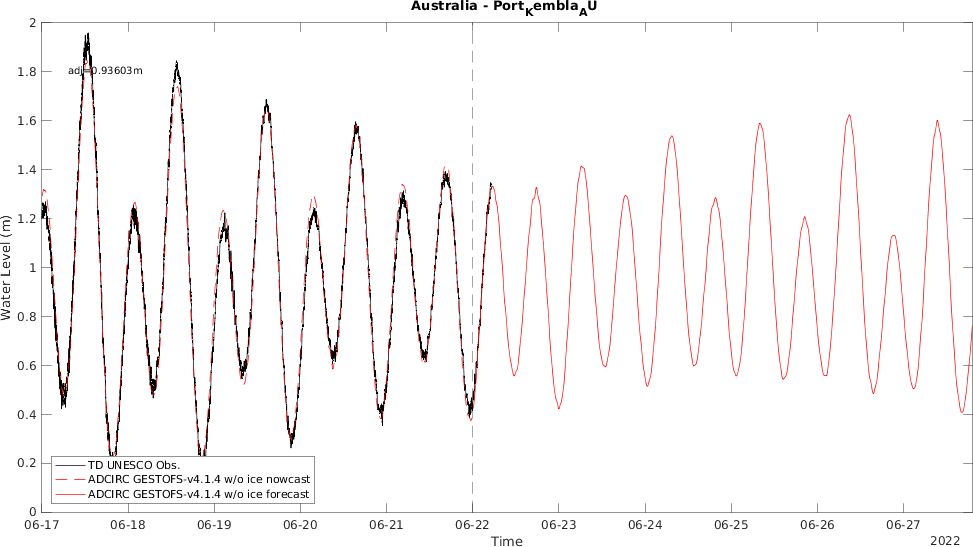 Australia - PortKemblaAU
2
1.8
1.6
1.4
1.2
1
0.8
0.6
0.4
0.2
0
Water Level (m)
adj=0.93603m
TD UNESCO Obs.
ADCIRC GESTOFS-v4.1.4 w/o ice nowcast
ADCIRC GESTOFS-v4.1.4 w/o ice forecast
06-17 06-18 06-19 06-20 06-21 06-22 06-23 06-24 06-25 06-26 06-27
Time
2022